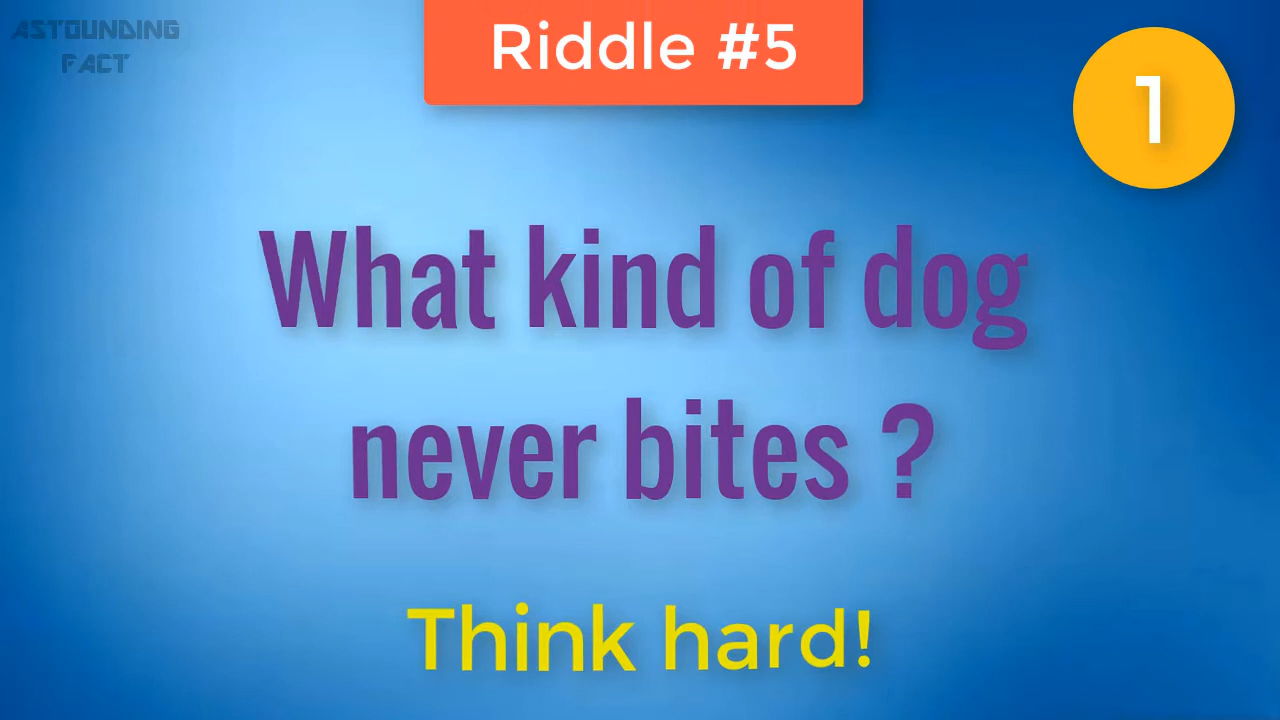 ASTOUNDING
FACT
Riddle #5
1
What kind of dog
never bites ?
Think hard!